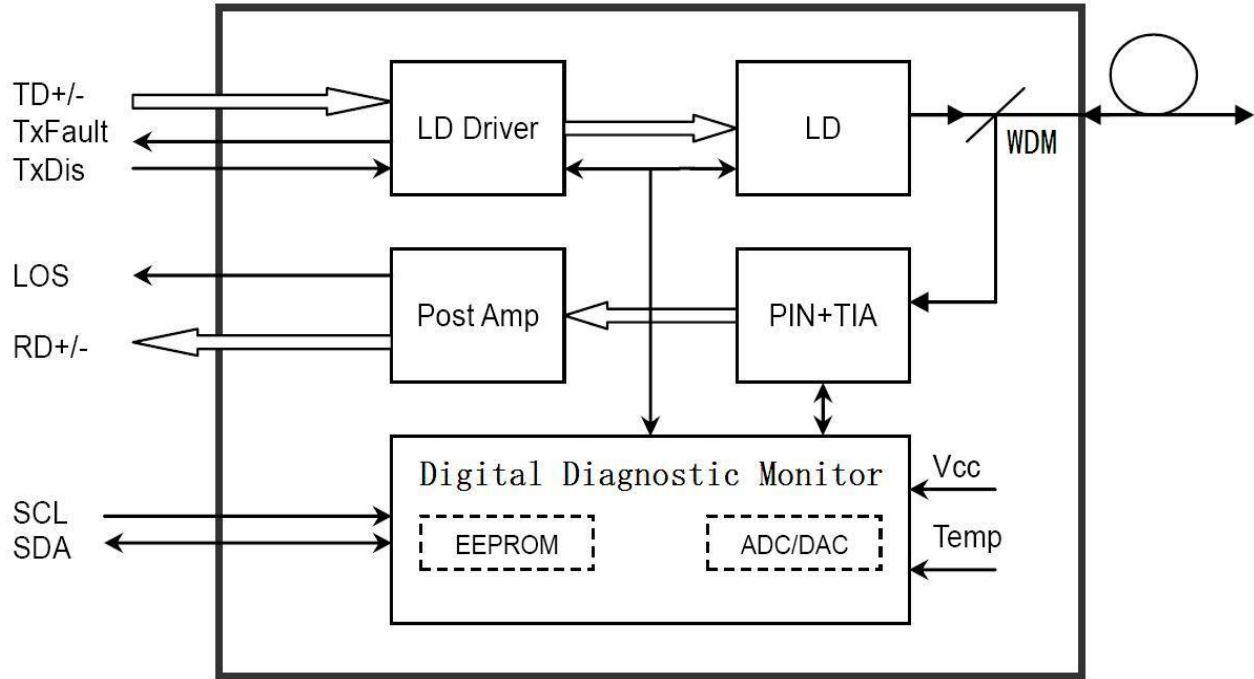 TD+/-
TxFault
TxDis
LD Driver
LD
WDM
LOS
RD+/-
Post Amp
PIN+TIA
Digital Diagnostic Monitor
EEPROM
ADC/DAC
SCL
SDA
Vcc
Temp